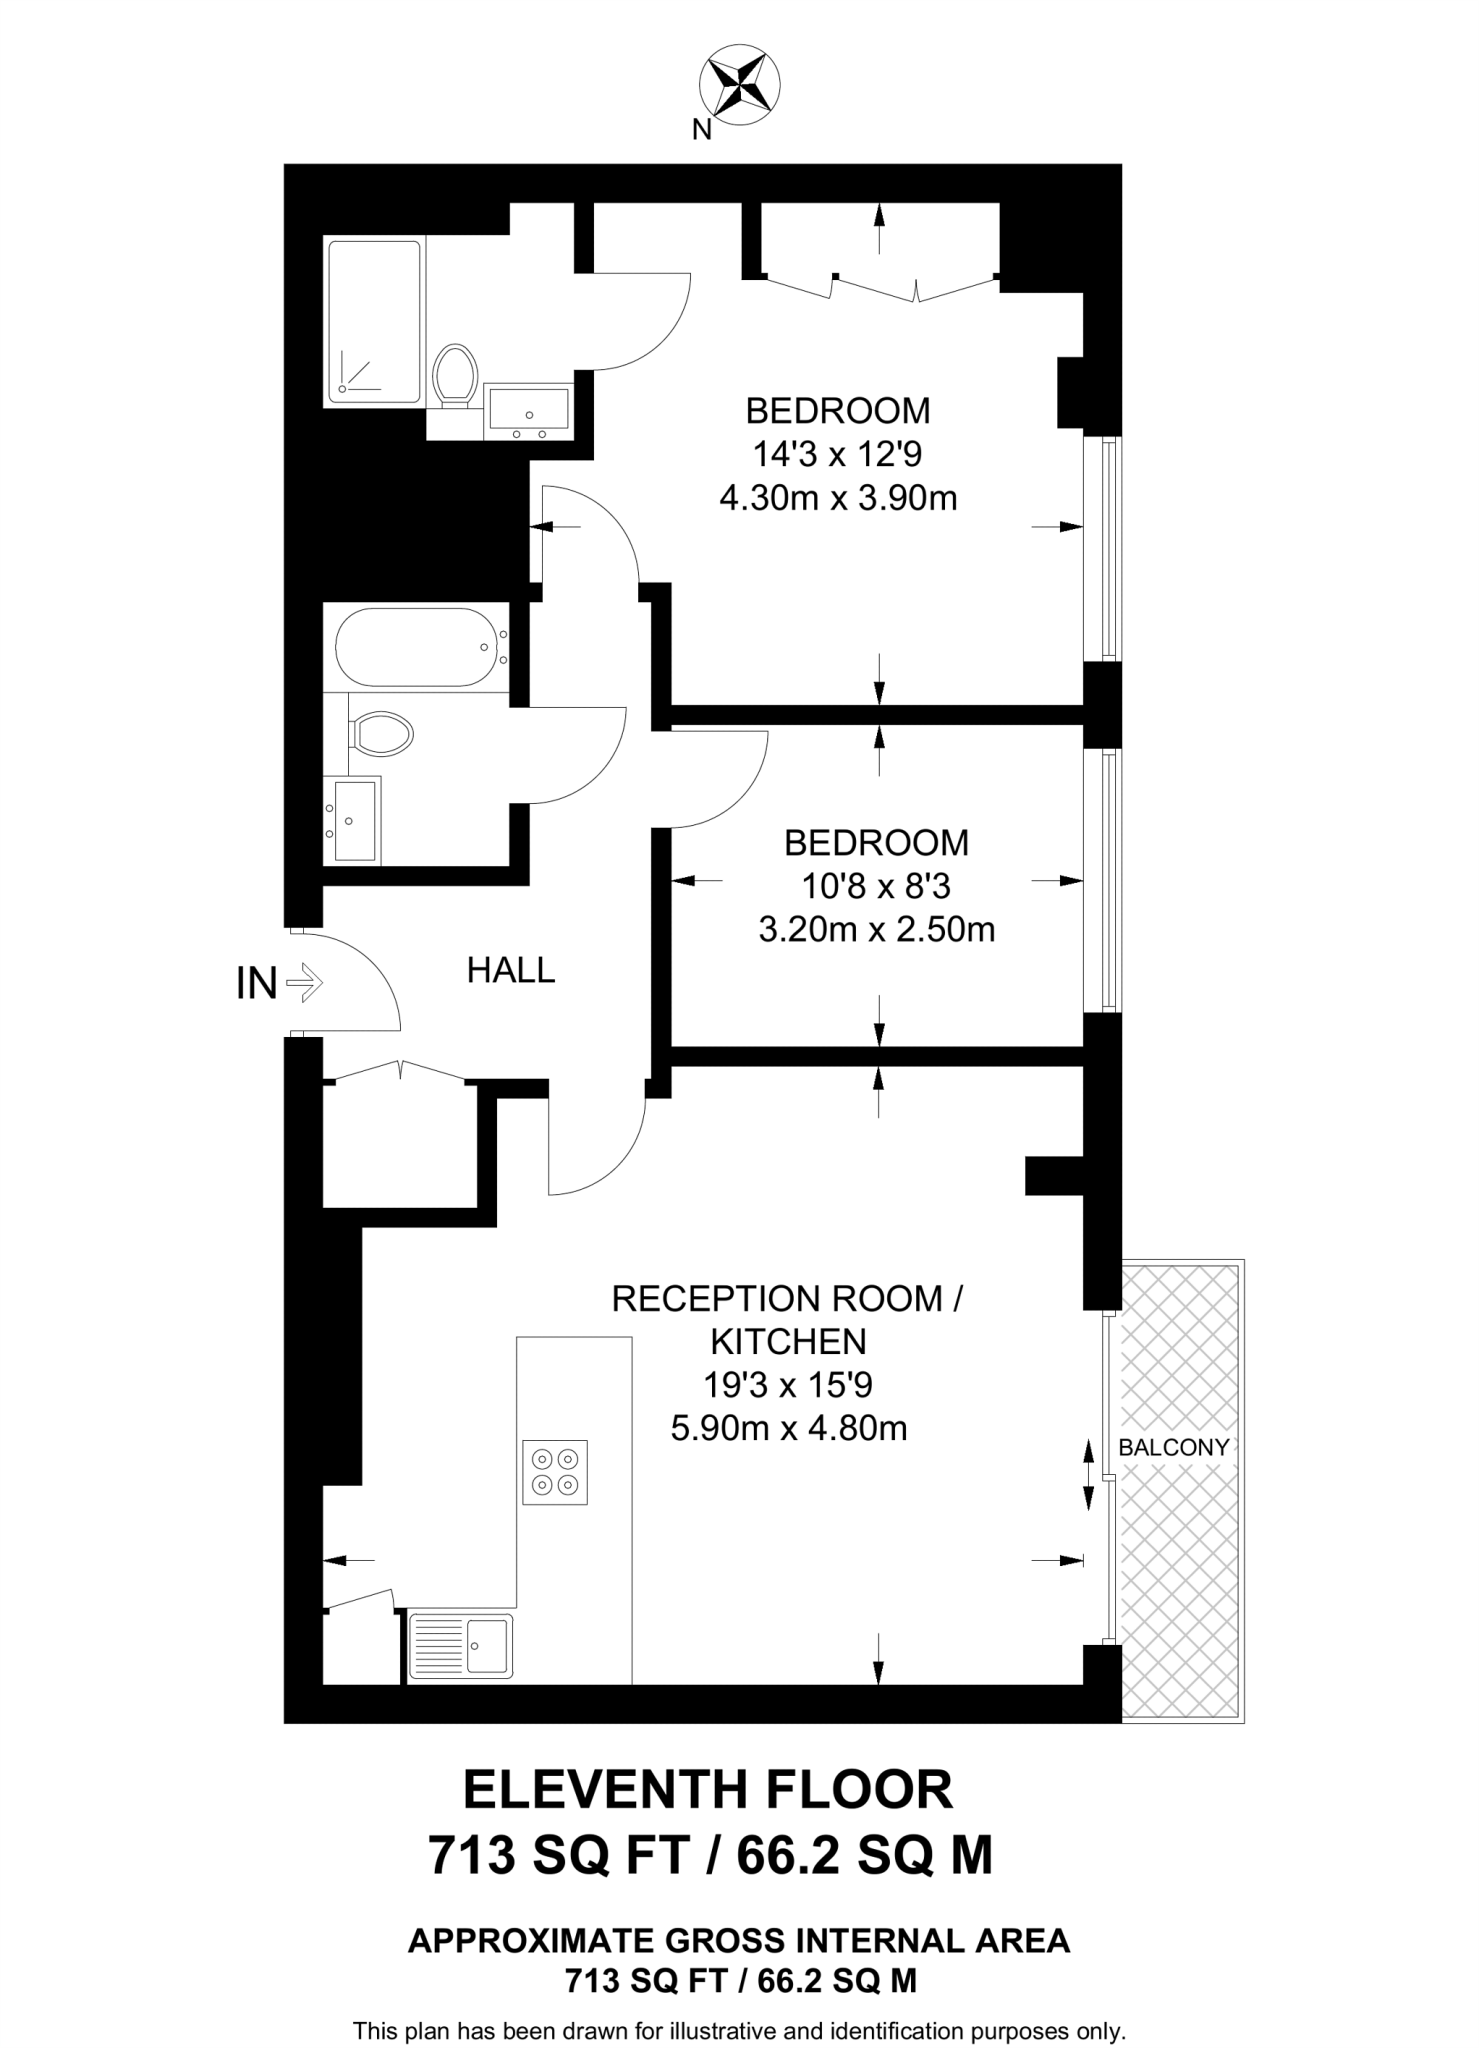 N
BEDROOM
14'3 x 12'9
4.30m x 3.90m
BEDROOM
10'8 x 8'3
3.20m x 2.50m
IN
HALL
RECEPTION ROOM /
KITCHEN
19'3 x 15'9
5.90m x 4.80m
BALCONY
ELEVENTH FLOOR
713 SQ FT / 66.2 SQ M
APPROXIMATE GROSS INTERNAL AREA
713 SQ FT / 66.2 SQ M
This plan has been drawn for illustrative and identification purposes only.